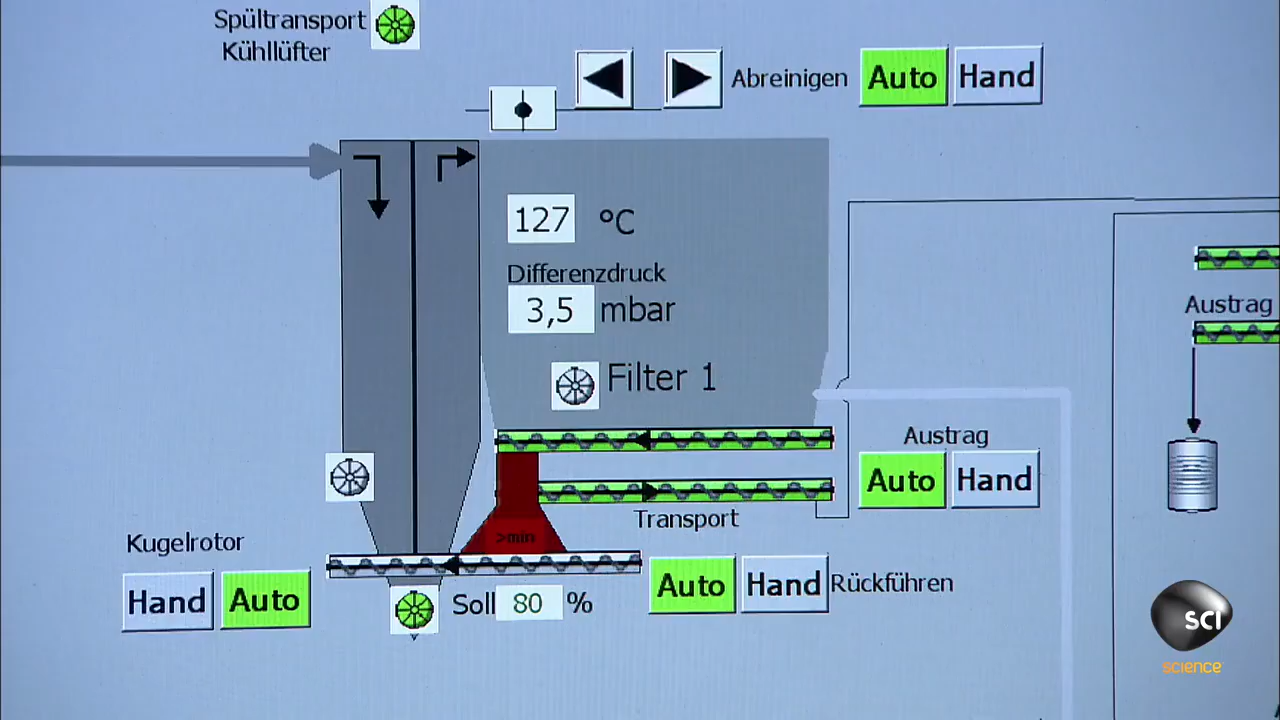 Spültransport
Kühllüfter
Abreinigen
Auto
Hand
127 °C
Differenzdruck
3,5 mbar
Filter 1
Austrag
Austrag
Auto
Hand
Transport
>min
Kugelrotor
Hand
Auto
Auto
Hand
Rückführen
Soll 80 %
SCI
science